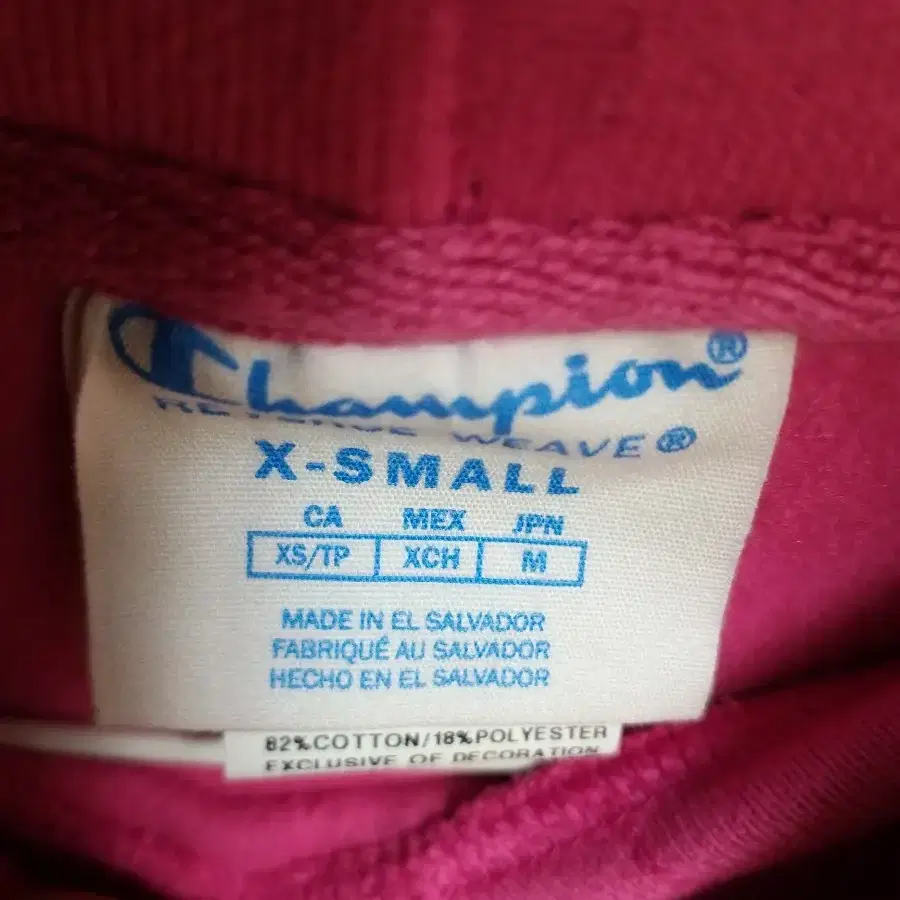 Champion®
REVERSE WEAVE®
X-SMALL
CA MEX JPN
XS/TP XCH M
MADE IN EL SALVADOR
FABRIQUÉ AU SALVADOR
HECHO EN EL SALVADOR
82%COTTON/18%POLYESTER
EXCLUSIVE OF DECORATION